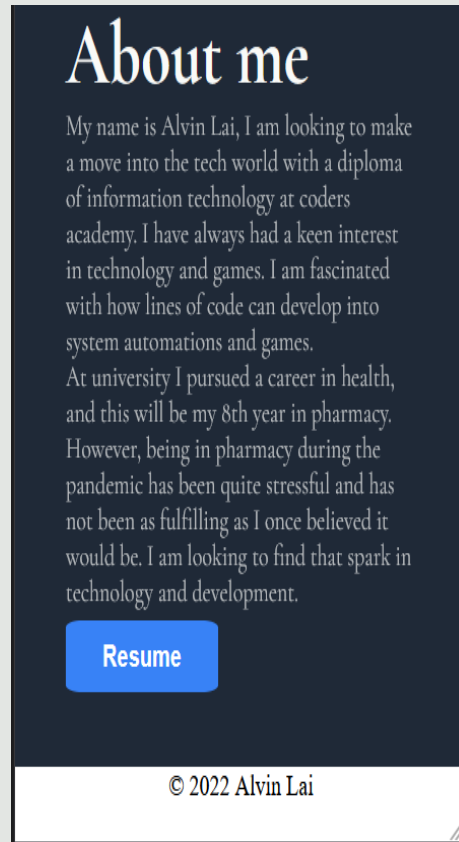 About me
My name is Alvin Lai, I am looking to make
a move into the tech world with a diploma
of information technology at coders
academy. I have always had a keen interest
in technology and games. I am fascinated
with how lines of code can develop into
system automations and games.
At university I pursued a career in health,
and this will be my 8th year in pharmacy.
However, being in pharmacy during the
pandemic has been quite stressful and has
not been as fulfilling as I once believed it
would be. I am looking to find that spark in
technology and development.
Resume
© 2022 Alvin Lai